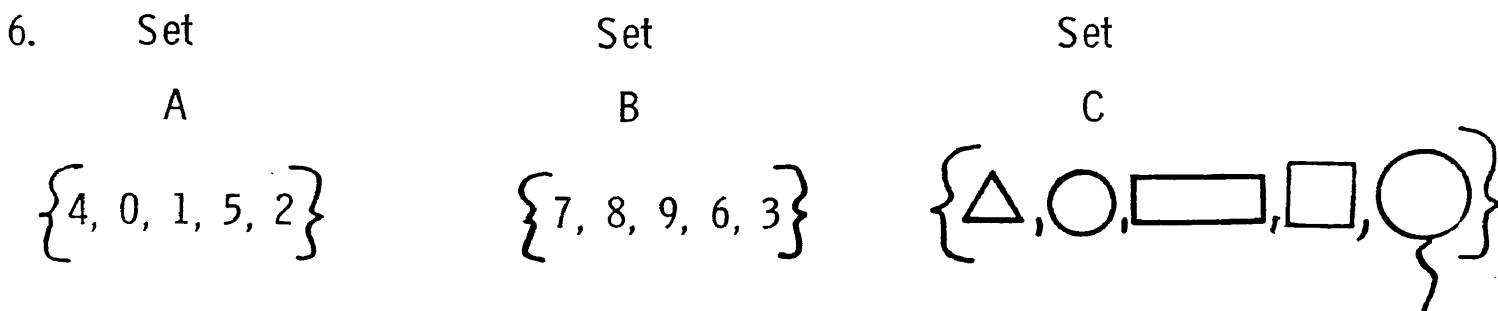 6. Set Set Set
A B C
{4, 0, 1, 5, 2} {7, 8, 9, 6, 3} { , , , , }